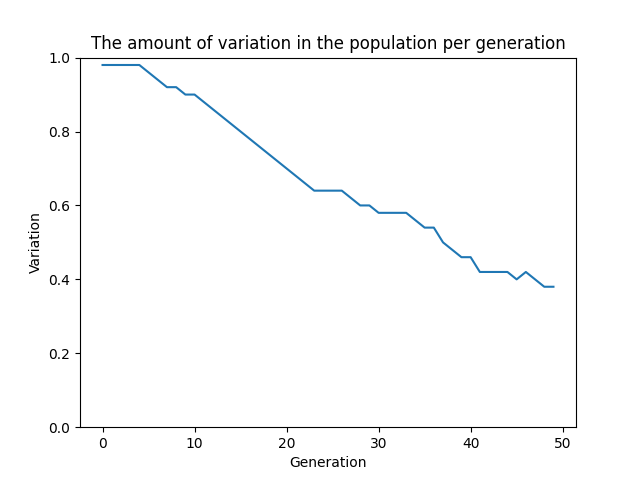 The amount of variation in the population per generation
1.0
0.8
0.6
0.4
0.2
0.0
Variation
0 10 20 30 40 50
Generation